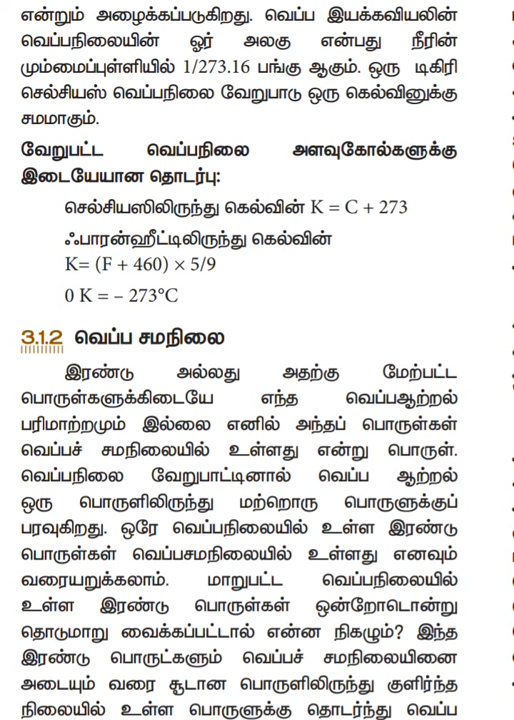 என்றும் அழைக்கப்படுகிறது. வெப்ப இயக்கவியலின்
வெப்பநிலையின் ஓர் அலகு என்பது நீரின்
மும்மைப்புள்ளியில் 1/273.16 பங்கு ஆகும். ஒரு டிகிரி
செல்சியஸ் வெப்பநிலை வேறுபாடு ஒரு கெல்வினுக்கு
சமமாகும்.
வேறுபட்ட வெப்பநிலை அளவுகோல்களுக்கு
இடையேயான தொடர்பு:
செல்சியஸிலிருந்து கெல்வின் K = C + 273
ஃபாரன்ஹீட்டிலிருந்து கெல்வின்
K= (F + 460) × 5/9
0 K = – 273°C
3.1.2 வெப்ப சமநிலை
இரண்டு அல்லது அதற்கு மேற்பட்ட
பொருள்களுக்கிடையே எந்த வெப்பஆற்றல்
பரிமாற்றமும் இல்லை எனில் அந்தப் பொருள்கள்
வெப்பச் சமநிலையில் உள்ளது என்று பொருள்.
வெப்பநிலை வேறுபாட்டினால் வெப்ப ஆற்றல்
ஒரு பொருளிலிருந்து மற்றொரு பொருளுக்குப்
பரவுகிறது. ஒரே வெப்பநிலையில் உள்ள இரண்டு
பொருள்கள் வெப்பசமநிலையில் உள்ளது எனவும்
வரையறுக்கலாம். மாறுபட்ட வெப்பநிலையில்
உள்ள இரண்டு பொருள்கள் ஒன்றோடொன்று
தொடுமாறு வைக்கப்பட்டால் என்ன நிகழும்? இந்த
இரண்டு பொருட்களும் வெப்பச் சமநிலையினை
அடையும் வரை சூடான பொருளிலிருந்து குளிர்ந்த
நிலையில் உள்ள பொருளுக்கு தொடர்ந்து வெப்ப